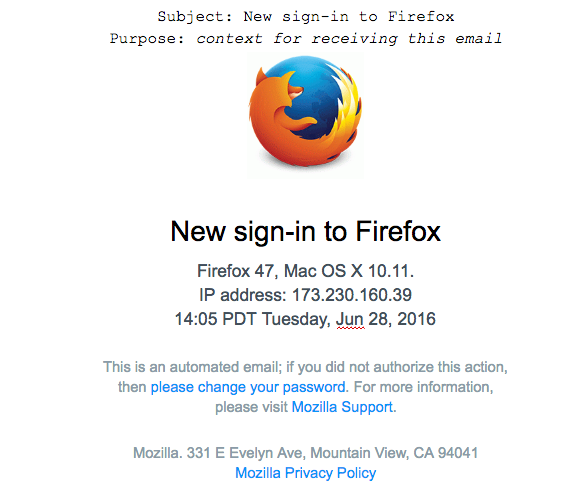 Subject: New sign-in to Firefox
Purpose: context for receiving this email
New sign-in to Firefox
Firefox 47, Mac OS X 10.11.
IP address: 173.230.160.39
14:05 PDT Tuesday, Jun 28, 2016
This is an automated email; if you did not authorize this action,
then please change your password. For more information,
please visit Mozilla Support.
Mozilla. 331 E Evelyn Ave, Mountain View, CA 94041
Mozilla Privacy Policy